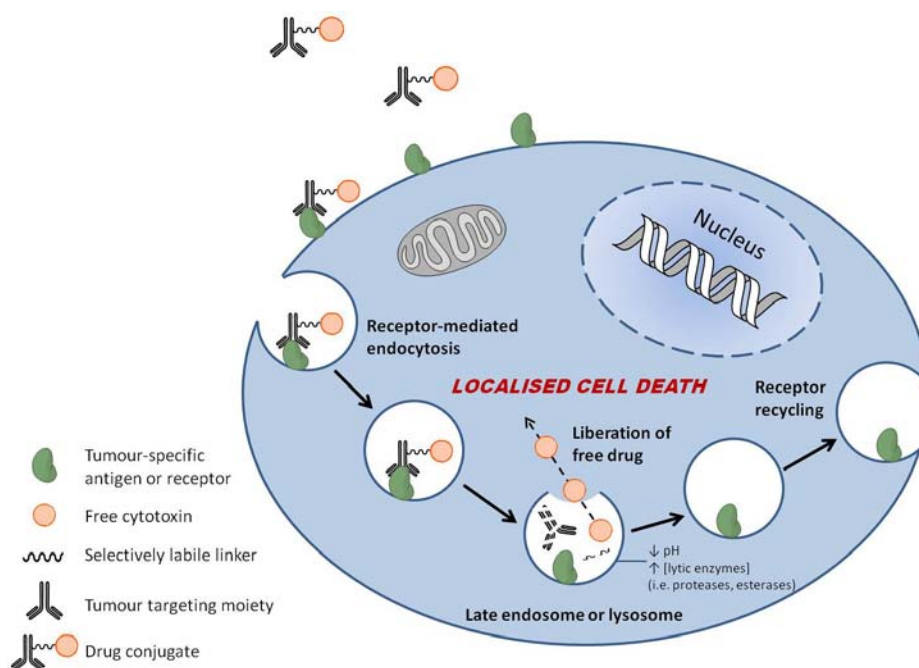 Nucleus
Receptor-mediated
endocytosis
LOCALISED CELL DEATH
Receptor
recycling
Liberation of
free drug
↓ pH
↑ [lytic enzymes]
(i.e. proteases, esterases)
Late endosome or lysosome
Tumour-specific
antigen or receptor
Free cytotoxin
Selectively labile linker
Tumour targeting moiety
Drug conjugate